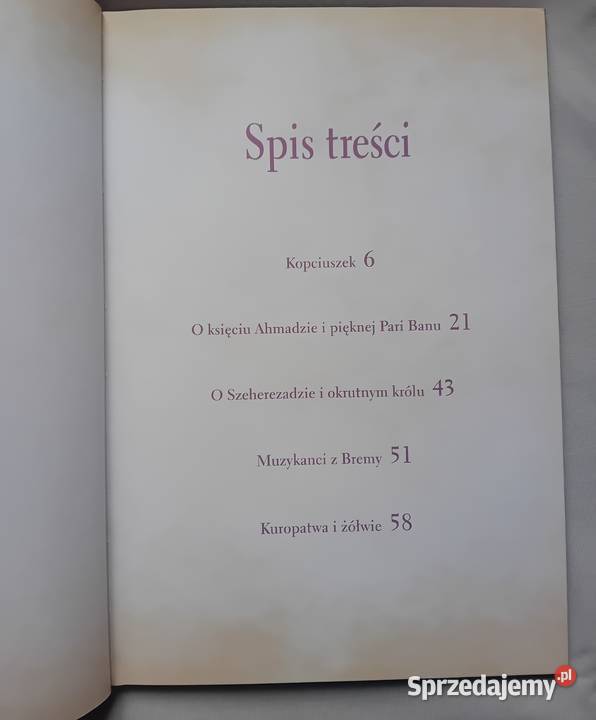 Spis treści
Kopciuszek 6
O księciu Ahmadzie i pięknej Pari Banu 21
O Szeherezadzie i okrutnym królu 43
Muzykanci z Bremy 51
Kuropatwa i żółwie 58
Sprzedajemy.pl